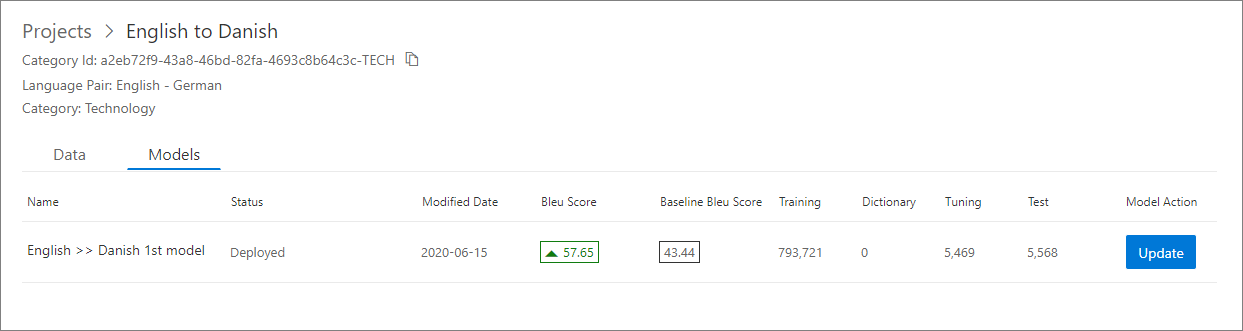 Projects > English to Danish
Category Id: a2eb72f9-43a8-46bd-82fa-4693c8b64c3c-TECH
Language Pair: English - German
Category: Technology
Data Models
Name Status Modified Date Bleu Score Baseline Bleu Score Training Dictionary Tuning Test Model Action
English >> Danish 1st model Deployed 2020-06-15 57.65 43.44 793,721 0 5,469 5,568 Update